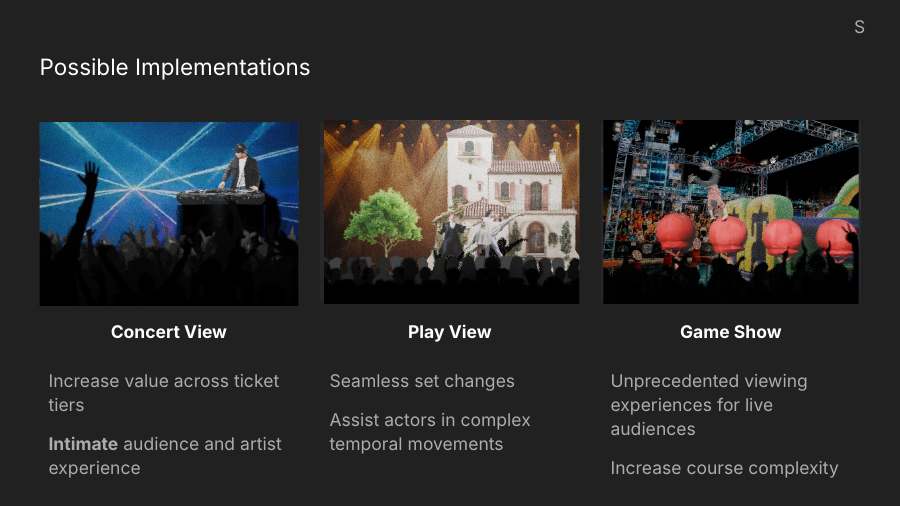 S
Possible Implementations
Concert View
Increase value across ticket
tiers
Intimate audience and artist
experience
Play View
Seamless set changes
Assist actors in complex
temporal movements
Game Show
Unprecedented viewing
experiences for live
audiences
Increase course complexity